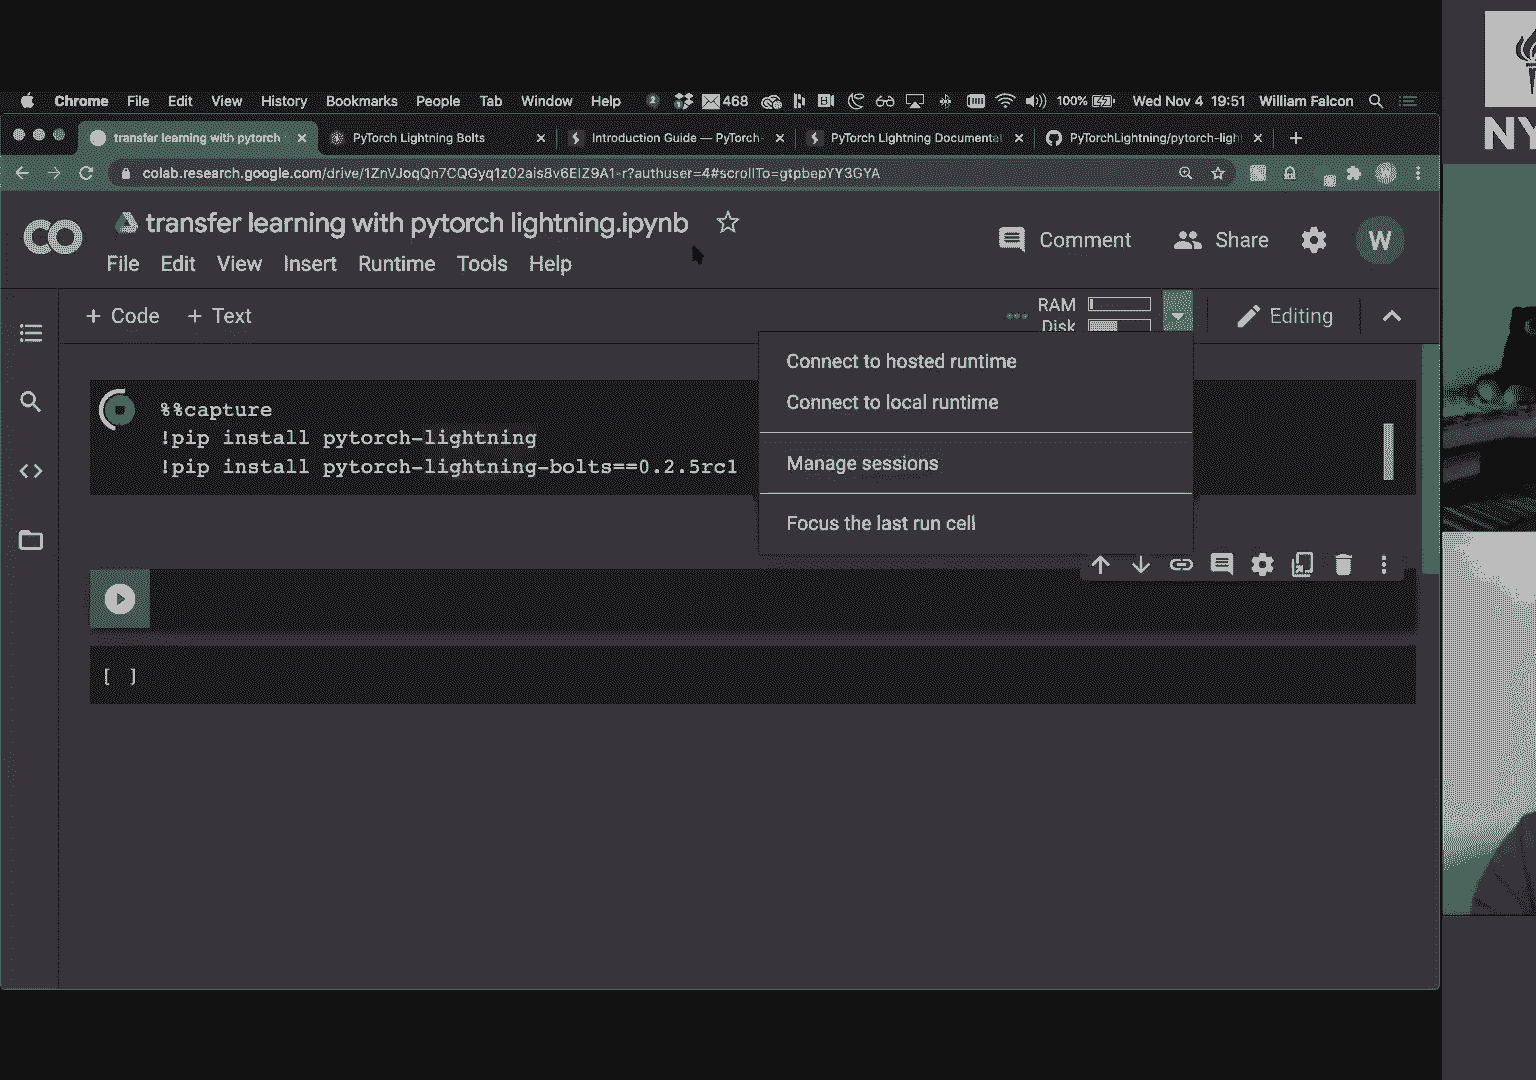 Chrome File Edit View History Bookmarks People Tab Window Help 2 468 100% Wed Nov 4 19:51 William Falcon
transfer learning with pytorch
PyTorch Lightning Bolts
Introduction Guide — PyTorch-
PyTorch Lightning Documentat
PyTorchLightning/pytorch-light
colab.research.google.com/drive/1ZnVJoqQn7CQGyq1z02ais8v6EIZ9A1-r?authuser=4#scrollTo=gtpbepYY3GYA
transfer learning with pytorch lightning.ipynb
Comment Share W
File Edit View Insert Runtime Tools Help
+ Code + Text
RAM
Disk
Editing
Connect to hosted runtime
Connect to local runtime
Manage sessions
Focus the last run cell
%%capture
!pip install pytorch-lightning
!pip install pytorch-lightning-bolts==0.2.5rc1
[ ]
NY